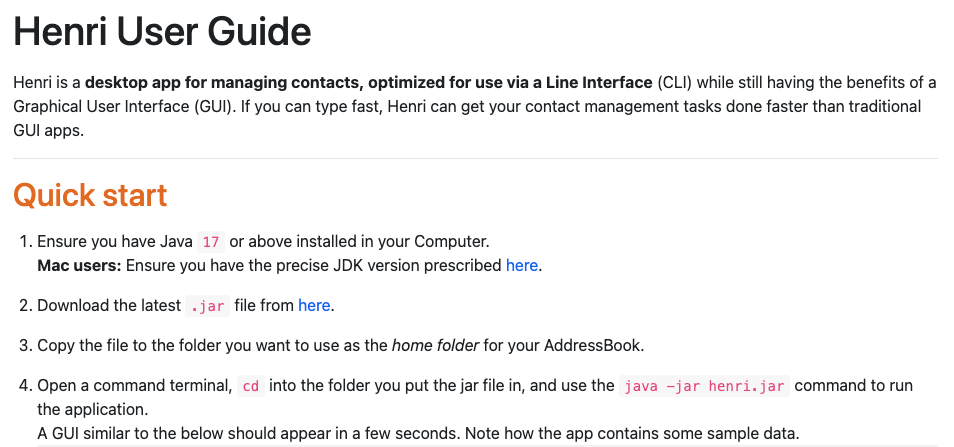 Henri User Guide
Henri is a desktop app for managing contacts, optimized for use via a Line Interface (CLI) while still having the benefits of a
Graphical User Interface (GUI). If you can type fast, Henri can get your contact management tasks done faster than traditional
GUI apps.
Quick start
1. Ensure you have Java 17 or above installed in your Computer.
Mac users: Ensure you have the precise JDK version prescribed here.
2. Download the latest .jar file from here.
3. Copy the file to the folder you want to use as the home folder for your AddressBook.
4. Open a command terminal, cd into the folder you put the jar file in, and use the java -jar henri.jar command to run
the application.
A GUI similar to the below should appear in a few seconds. Note how the app contains some sample data.